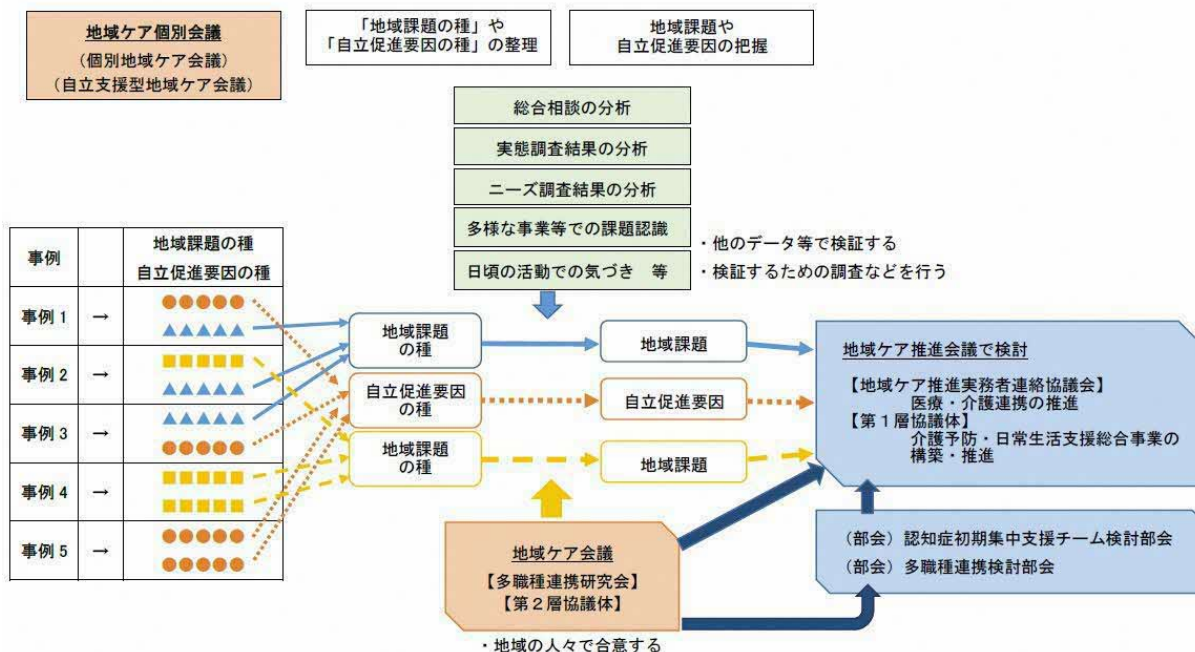 地域ケア個別会議
(個別地域ケア会議)
(自立支援型地域ケア会議)
「地域課題の種」や
「自立促進要因の種」の整理
地域課題や
自立促進要因の把握
総合相談の分析
実態調査結果の分析
ニーズ調査結果の分析
多様な事業等での課題認識
日頃の活動での気づき 等
・他のデータ等で検証する
・検証するための調査などを行う
事例
地域課題の種
自立促進要因の種
事例1 →
事例2 →
事例3 →
事例4 →
事例5 →
地域課題
の種
自立促進要因
の種
地域課題
の種
地域課題
自立促進要因
地域課題
地域ケア推進会議で検討
【地域ケア推進実務者連絡協議会】
医療・介護連携の推進
【第1層協議体】
介護予防・日常生活支援総合事業の
構築・推進
(部会)認知症初期集中支援チーム検討部会
(部会)多職種連携検討部会
地域ケア会議
【多職種連携研究会】
【第2層協議体】
・地域の人々で合意する